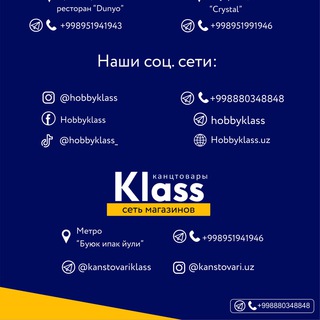 ресторан "Dunyo"
"Crystal"
+998951941943
+998951991946
Наши соц. сети:
@hobbyklass
+998880348848
Hobbyklass
hobbyklass
@hobbyklass_
Hobbyklass.uz
канцтовары
Klass
сеть магазинов
Метро
"Буюк ипак йули"
+998951941946
@kanstovariklass
@kanstovari.uz
+998880348848